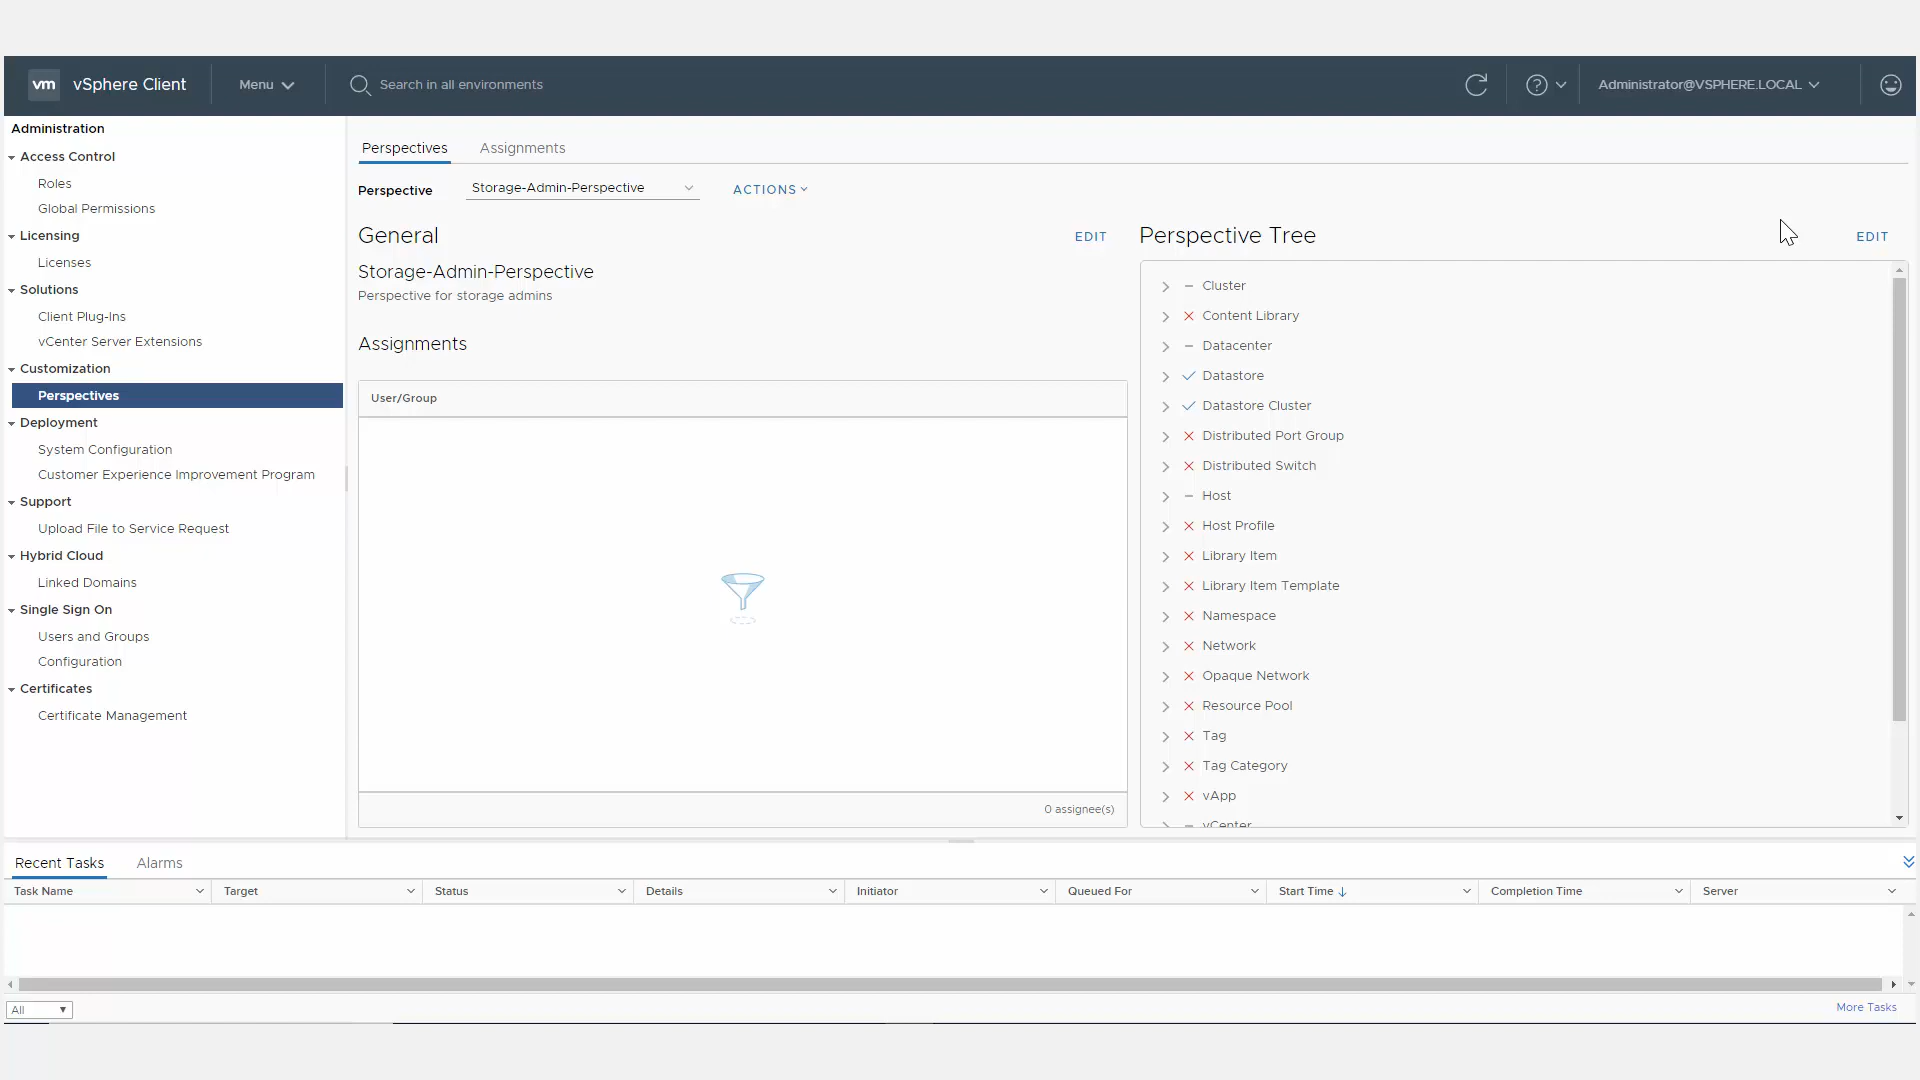 vm vSphere Client Menu Search in all environments Administrator@VSPHERE.LOCAL
Administration
Access Control
Roles
Global Permissions
Licensing
Licenses
Solutions
Client Plug-Ins
vCenter Server Extensions
Customization
Perspectives
Deployment
System Configuration
Customer Experience Improvement Program
Support
Upload File to Service Request
Hybrid Cloud
Linked Domains
Single Sign On
Users and Groups
Configuration
Certificates
Certificate Management
Perspectives Assignments
Perspective Storage-Admin-Perspective ACTIONS
General EDIT
Storage-Admin-Perspective
Perspective for storage admins
Assignments
User/Group
0 assignee(s)
Perspective Tree EDIT
Cluster
Content Library
Datacenter
Datastore
Datastore Cluster
Distributed Port Group
Distributed Switch
Host
Host Profile
Library Item
Library Item Template
Namespace
Network
Opaque Network
Resource Pool
Tag
Tag Category
vApp
vCenter
Recent Tasks Alarms
Task Name Target Status Details Initiator Queued For Start Time Completion Time Server
All More Tasks